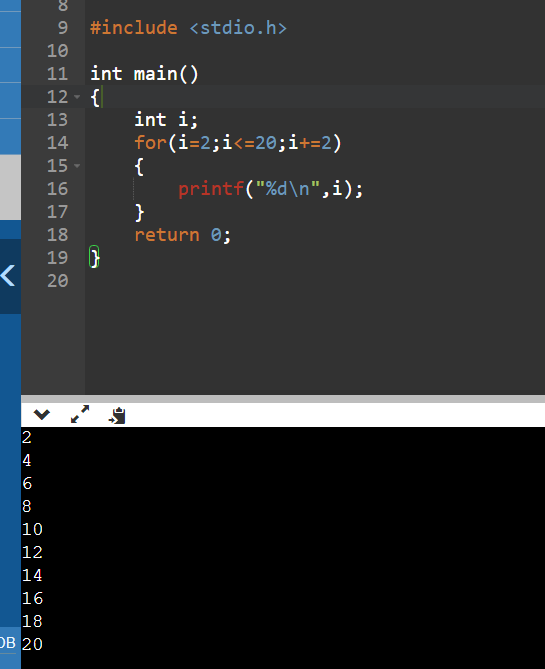 8
9 #include <stdio.h>
10
11 int main()
12 {
13     int i;
14     for(i=2;i<=20;i+=2)
15     {
16         printf("%d\n",i);
17     }
18     return 0;
19 }
20
2
4
6
8
10
12
14
16
18
DB 20